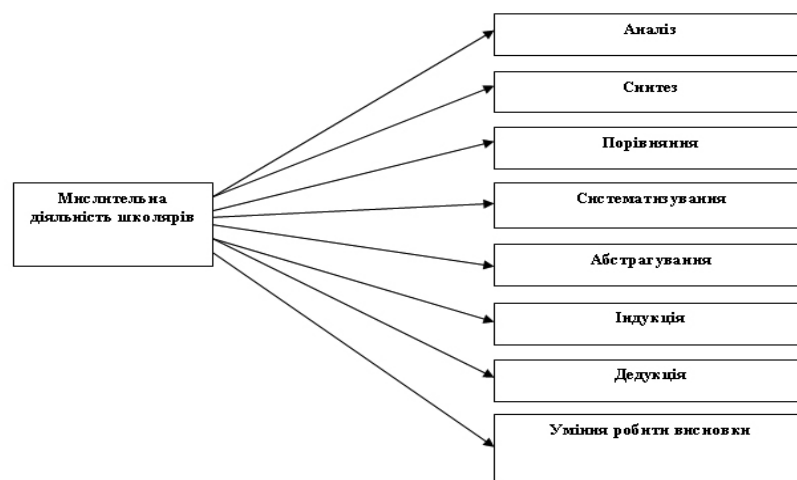 Мислительна
діяльність школярів
Аналіз
Синтез
Порівняння
Систематизування
Абстрагування
Індукція
Дедукція
Уміння робити висновки